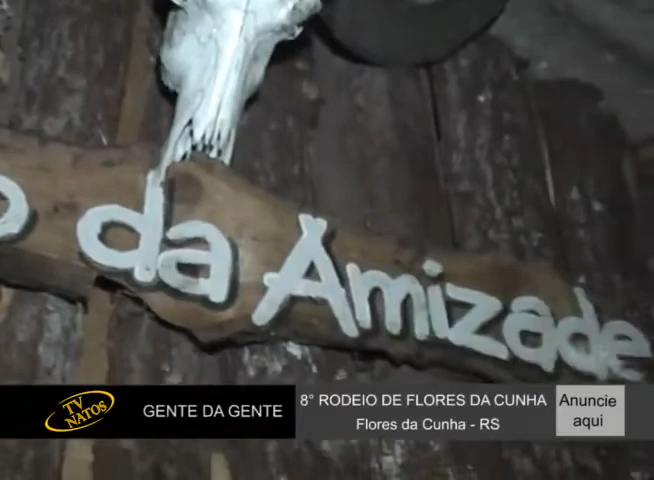 o da Amizade
TV
NATOS
GENTE DA GENTE
8° RODEIO DE FLORES DA CUNHA
Flores da Cunha - RS
Anuncie
aqui